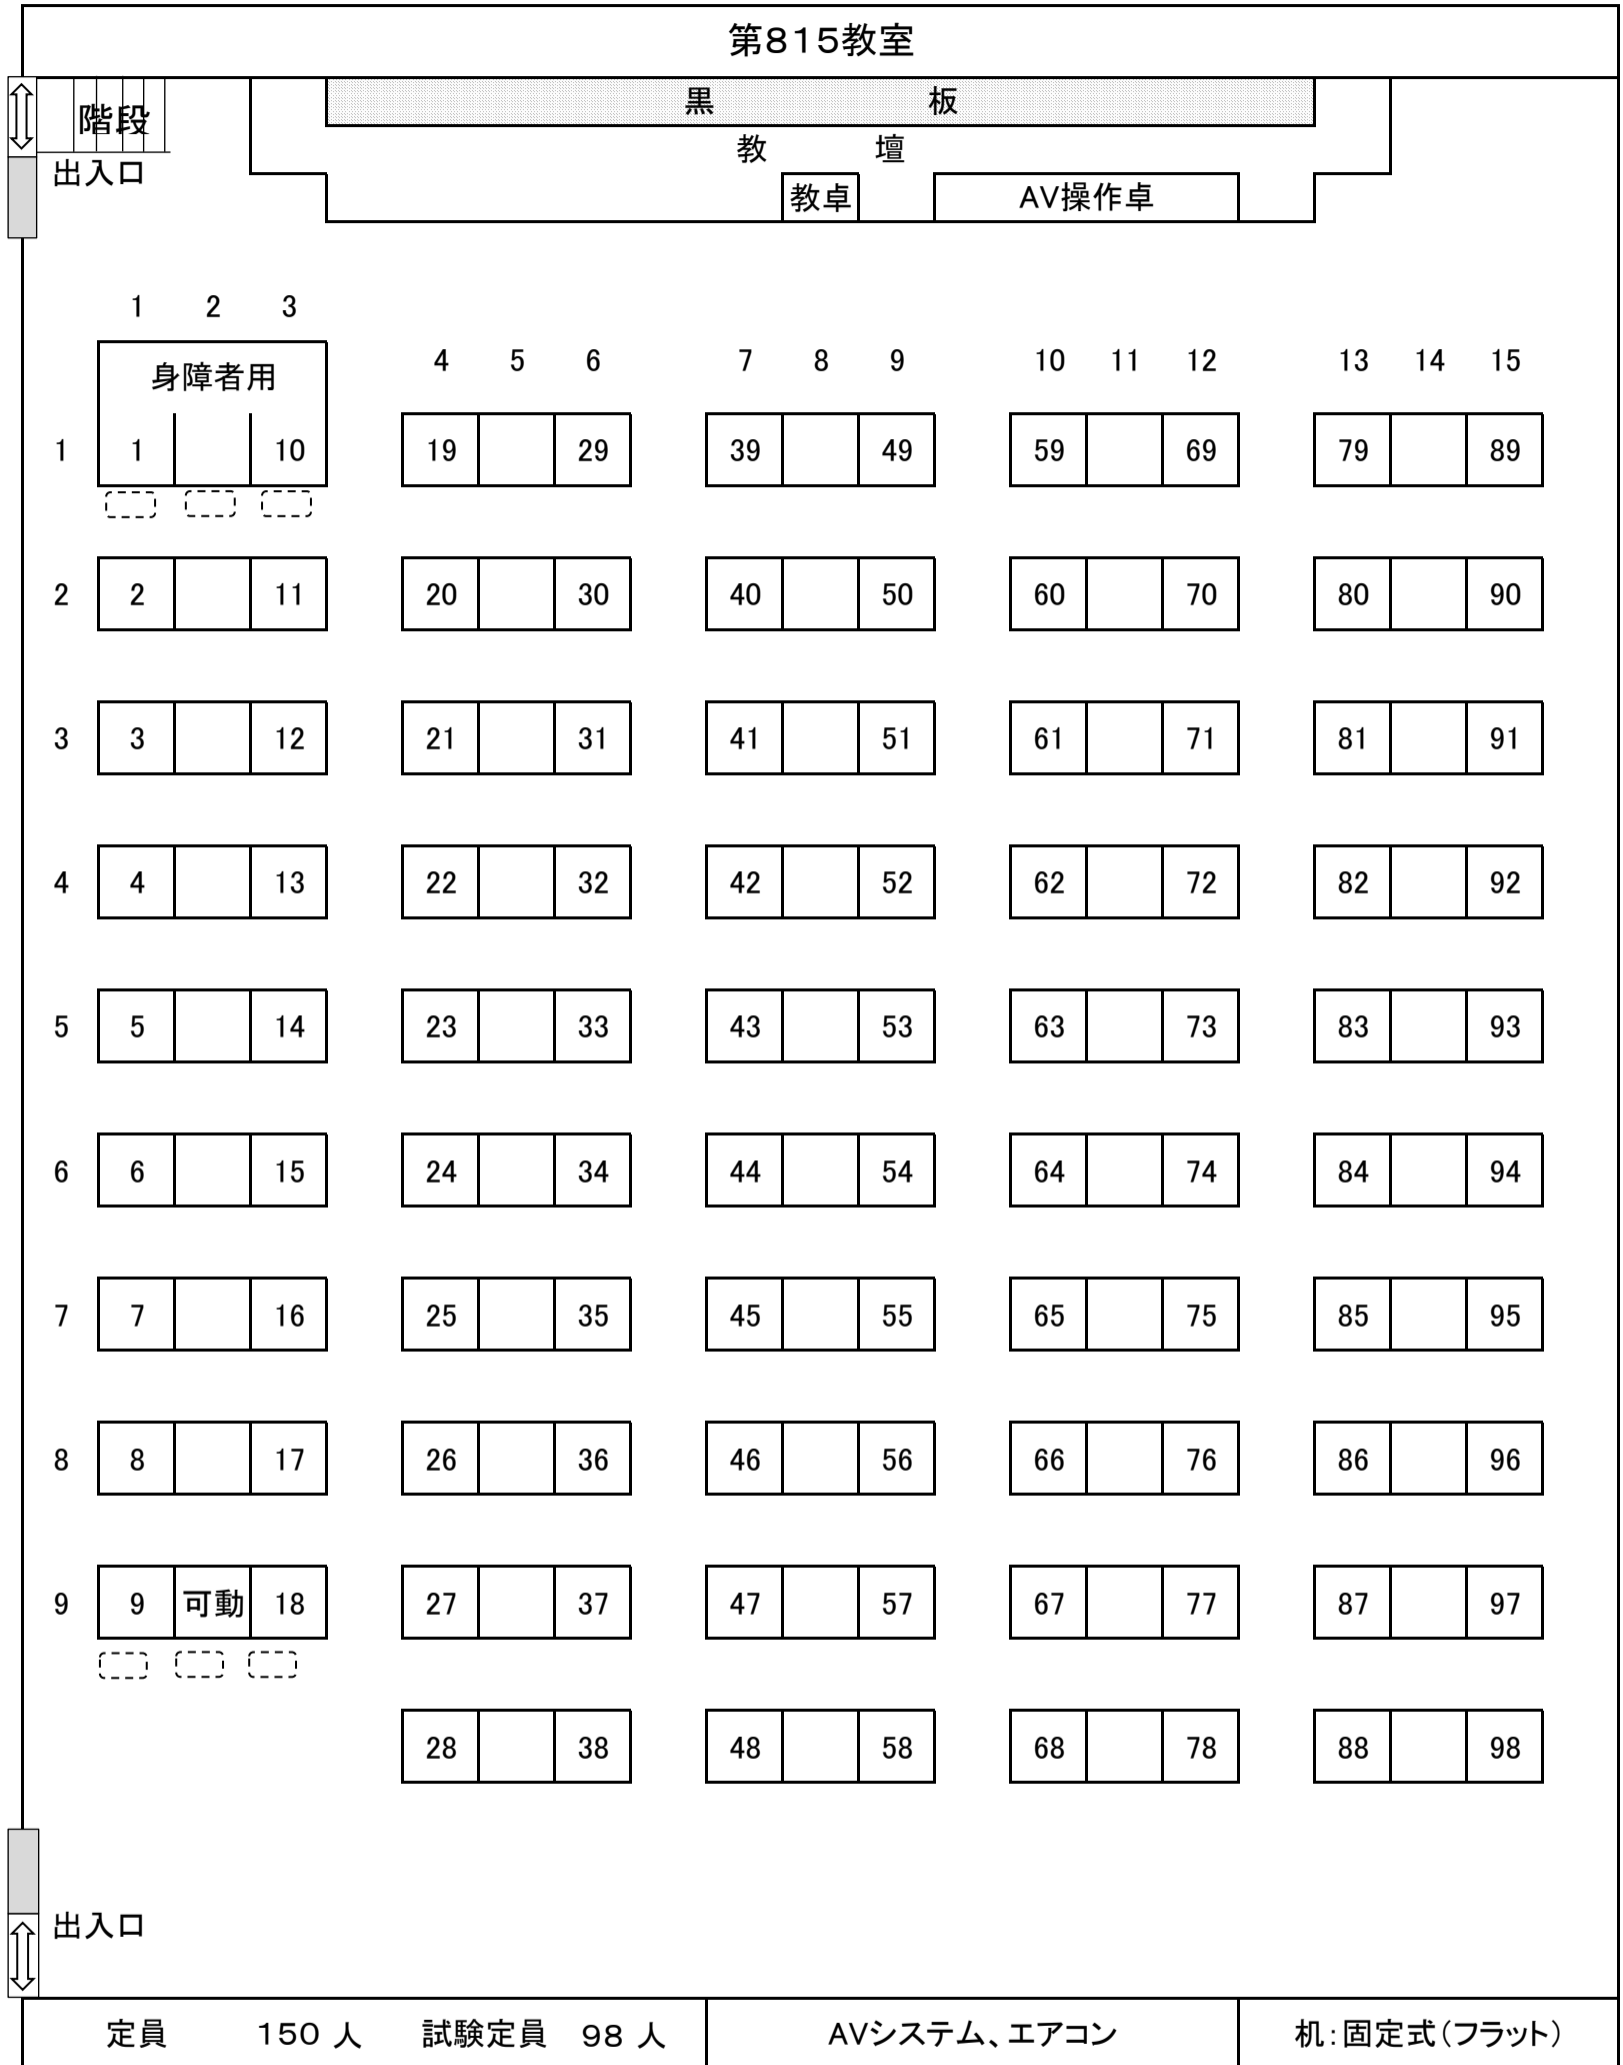 第815教室
黒 板
階段
教 壇
出入口
教卓 AV操作卓
1 2 3
4 5 6 7 8 9 10 11 12 13 14 15
身障者用
1 1 10 19 29 39 49 59 69 79 89
2 2 11 20 30 40 50 60 70 80 90
3 3 12 21 31 41 51 61 71 81 91
4 4 13 22 32 42 52 62 72 82 92
5 5 14 23 33 43 53 63 73 83 93
6 6 15 24 34 44 54 64 74 84 94
7 7 16 25 35 45 55 65 75 85 95
8 8 17 26 36 46 56 66 76 86 96
9 9 可動 18 27 37 47 57 67 77 87 97
28 38 48 58 68 78 88 98
出入口
定員 150 人 試験定員 98 人 AVシステム、エアコン 机:固定式(フラット)